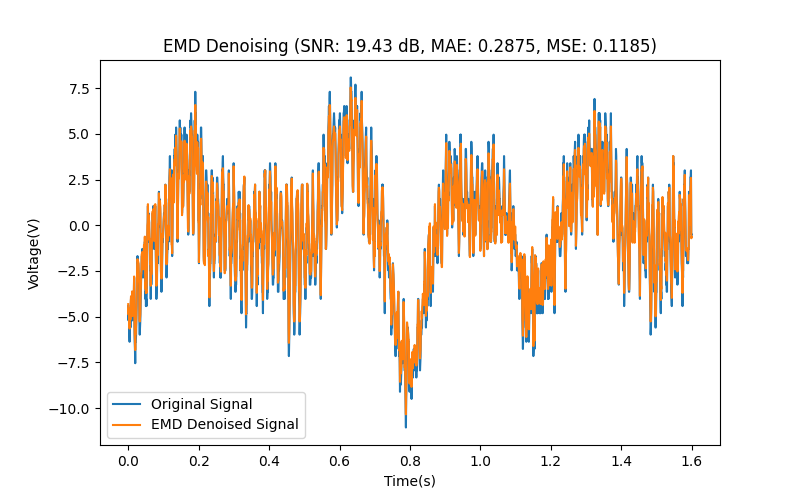 EMD Denoising (SNR: 19.43 dB, MAE: 0.2875, MSE: 0.1185)
7.5
5.0
2.5
0.0
−2.5
−5.0
−7.5
−10.0
Voltage(V)
Original Signal
EMD Denoised Signal
0.0 0.2 0.4 0.6 0.8 1.0 1.2 1.4 1.6
Time(s)